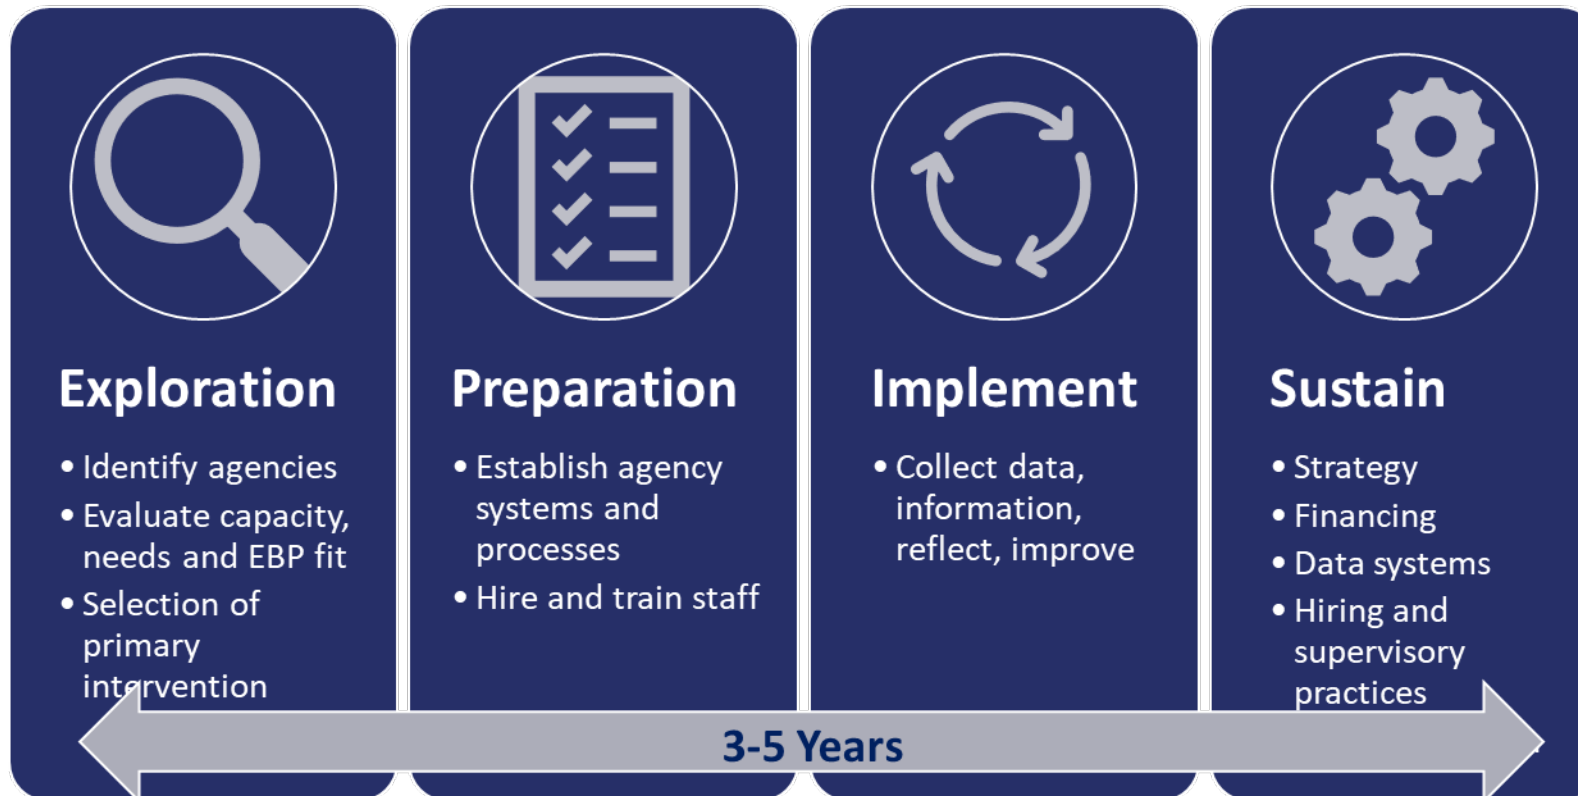 Exploration
• Identify agencies
• Evaluate capacity,
needs and EBP fit
• Selection of
primary
intervention
Preparation
• Establish agency
systems and
processes
• Hire and train staff
Implement
• Collect data,
information,
reflect, improve
Sustain
• Strategy
• Financing
• Data systems
• Hiring and
supervisory
practices
3-5 Years